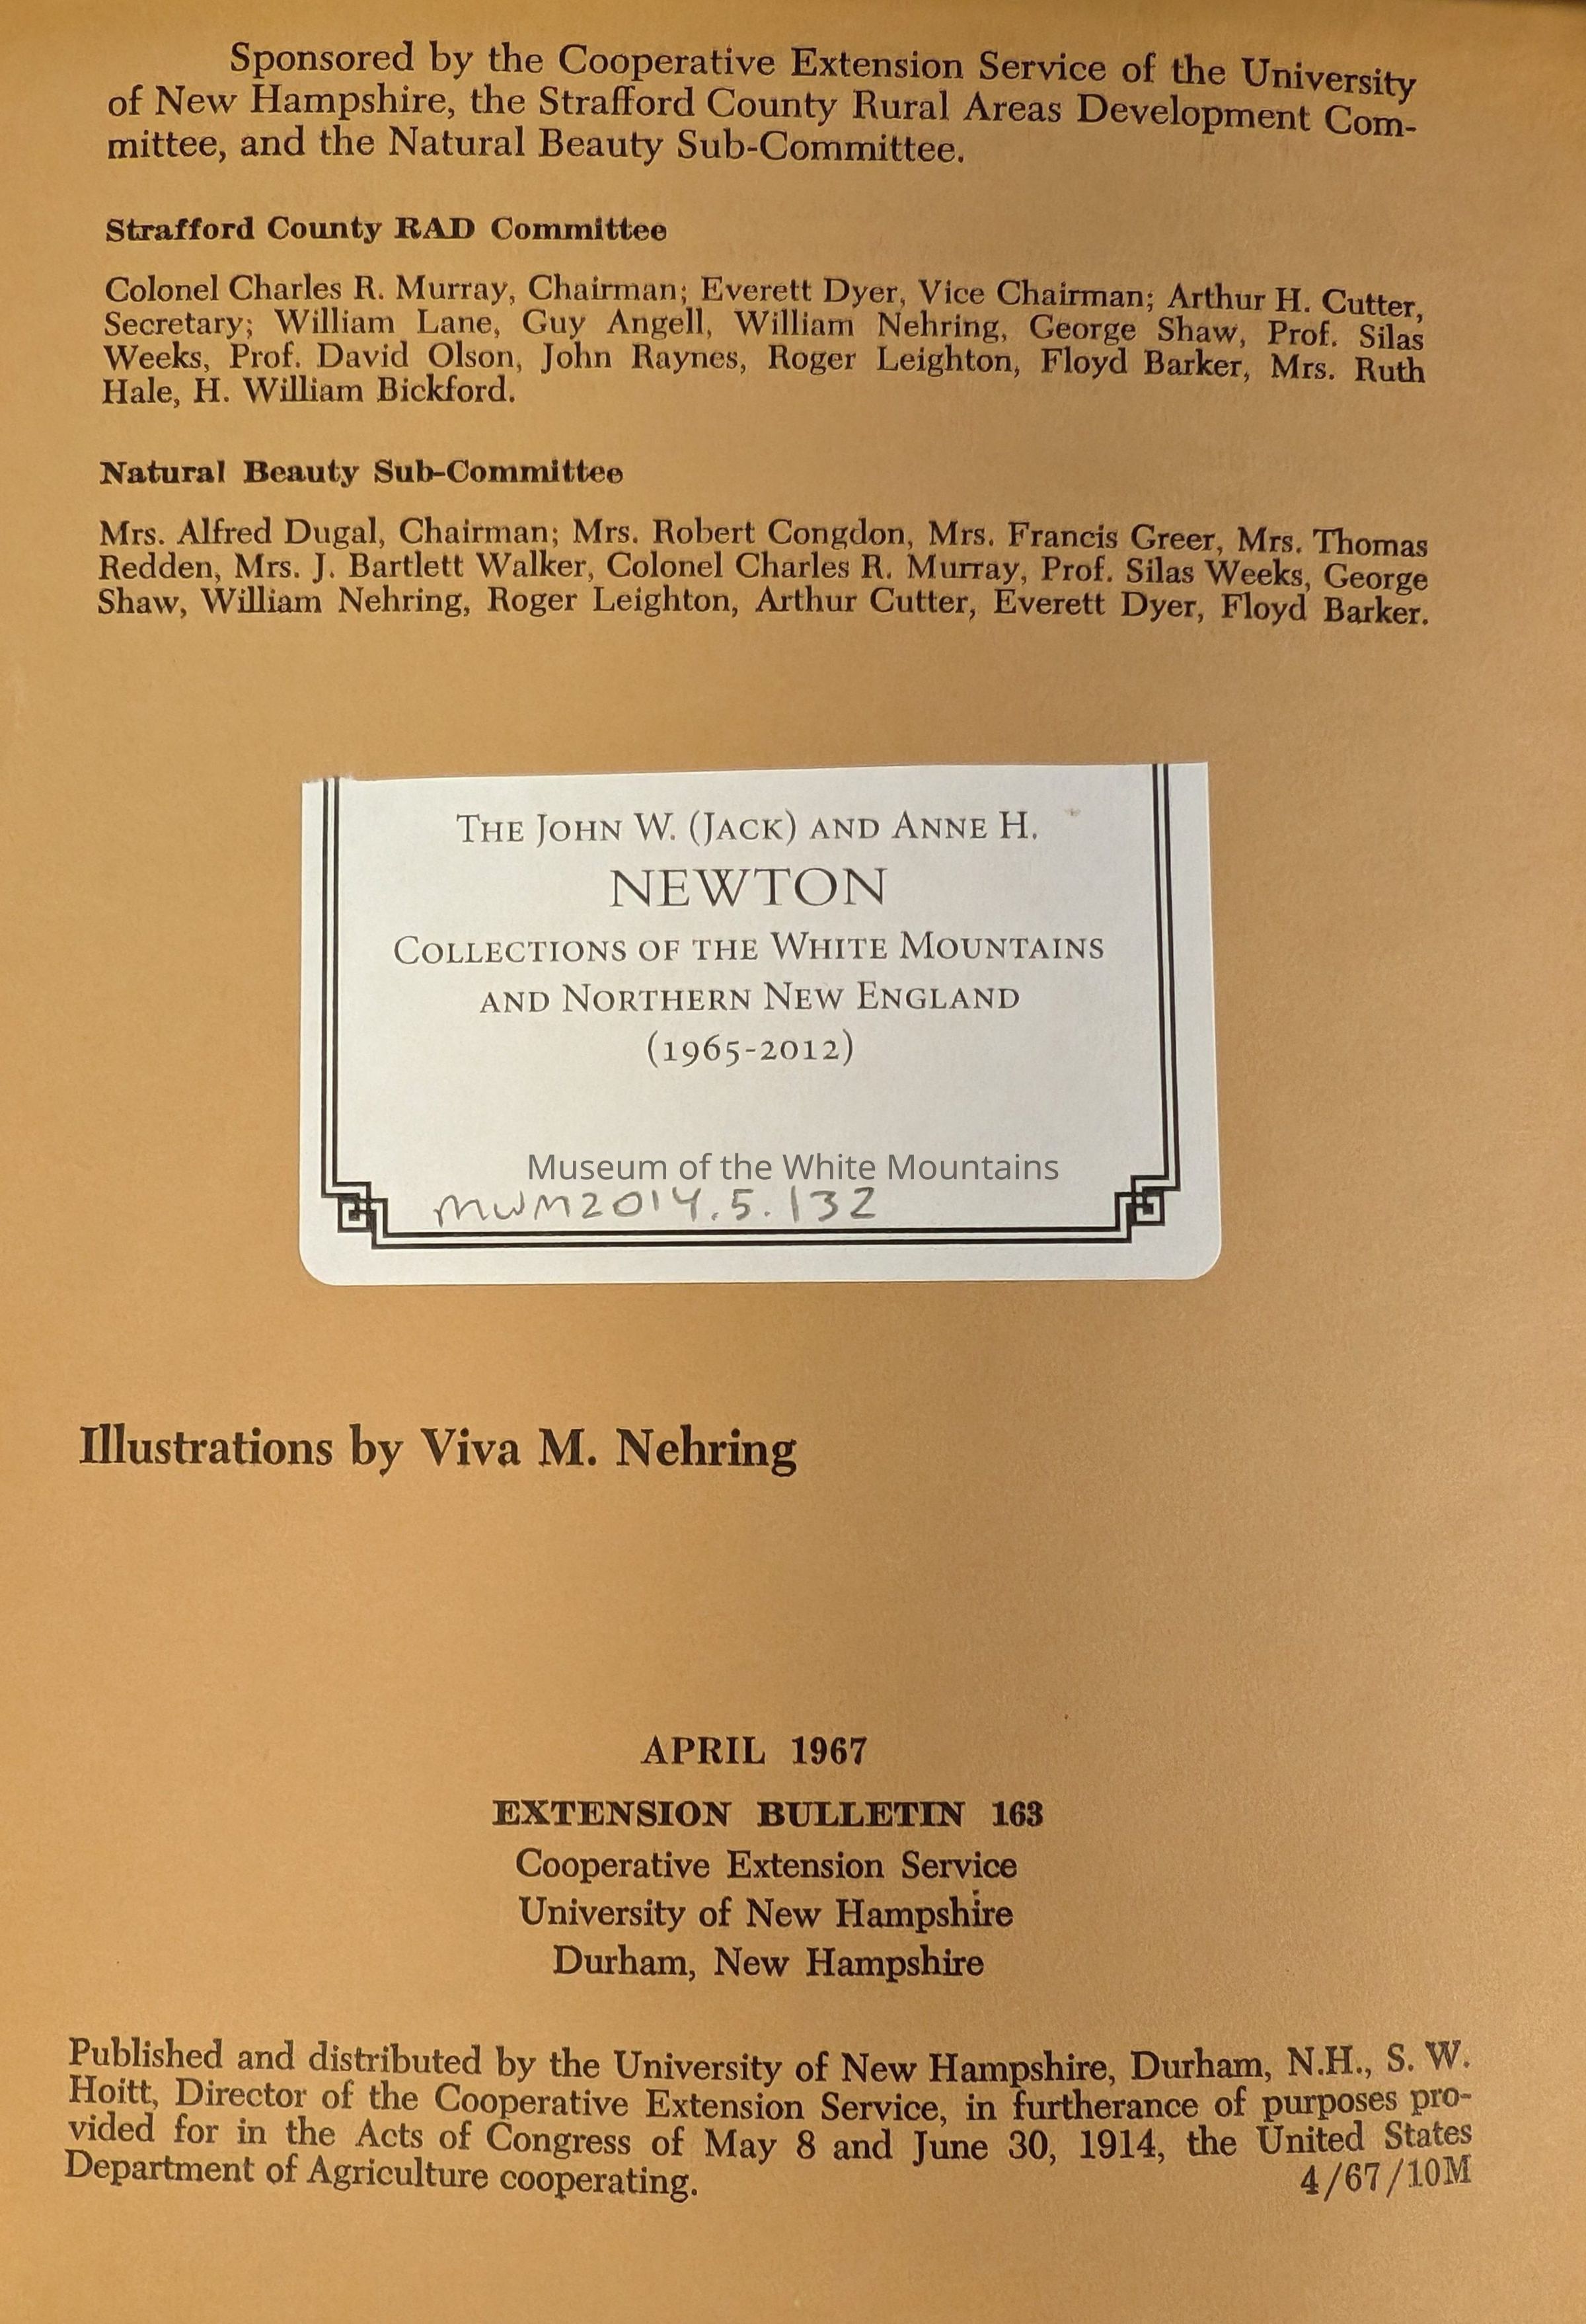 Sponsored by the Cooperative Extension Service of the University
of New Hampshire, the Strafford County Rural Areas Development Com-
mittee, and the Natural Beauty Sub-Committee.
Strafford County RAD Committee
Colonel Charles R. Murray, Chairman; Everett Dyer, Vice Chairman; Arthur H. Cutter,
Secretary; William Lane, Guy Angell, William Nehring, George Shaw, Prof. Silas
Weeks, Prof. David Olson, John Raynes, Roger Leighton, Floyd Barker, Mrs. Ruth
Hale, H. William Bickford.
Natural Beauty Sub-Committee
Mrs. Alfred Dugal, Chairman; Mrs. Robert Congdon, Mrs. Francis Greer, Mrs. Thomas
Redden, Mrs. J. Bartlett Walker, Colonel Charles R. Murray, Prof. Silas Weeks, George
Shaw, William Nehring, Roger Leighton, Arthur Cutter, Everett Dyer, Floyd Barker.
THE JOHN W. (JACK) AND ANNE H.
NEWTON
COLLECTIONS OF THE WHITE MOUNTAINS
AND NORTHERN NEW ENGLAND
(1965-2012)
Museum of the White Mountains
MWM2014.5.132
Illustrations by Viva M. Nehring
APRIL 1967
EXTENSION BULLETIN 163
Cooperative Extension Service
University of New Hampshire
Durham, New Hampshire
Published and distributed by the University of New Hampshire, Durham, N.H., S. W.
Hoitt, Director of the Cooperative Extension Service, in furtherance of purposes pro-
vided for in the Acts of Congress of May 8 and June 30, 1914, the United States
Department of Agriculture cooperating. 4/67/10M